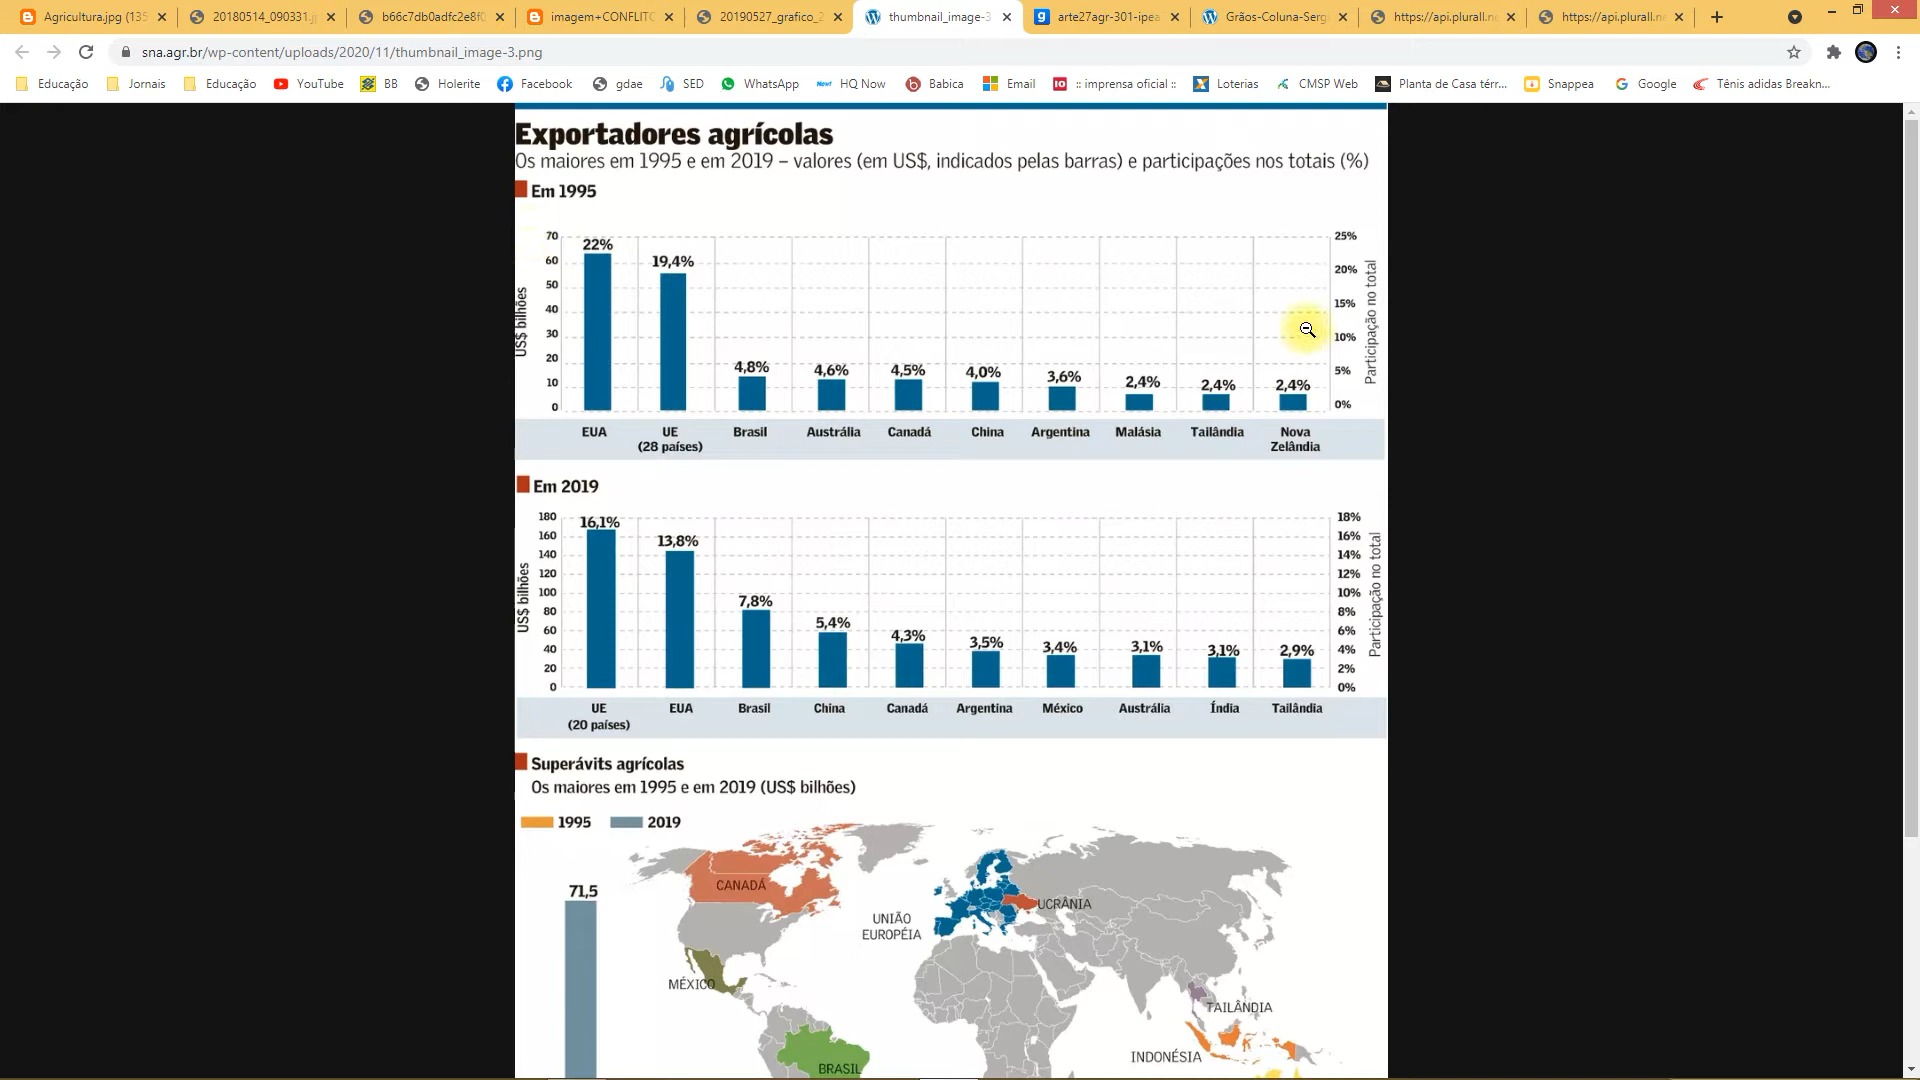 Agricultura.jpg (135
20180514_090331.j
b66c7db0adfc2e8f0
imagem+CONFLITO
20190527_grafico_2
thumbnail_image-3
arte27agr-301-ipea
Grãos-Coluna-Serg
https://api.plurall.ne
https://api.plurall.ne
sna.agr.br/wp-content/uploads/2020/11/thumbnail_image-3.png
Educação
Jornais
Educação
YouTube
BB
Holerite
Facebook
gdae
SED
WhatsApp
HQ Now
Babica
Email
:: imprensa oficial ::
Loterias
CMSP Web
Planta de Casa térr...
Snappea
Google
Tênis adidas Breakn...
Exportadores agrícolas
Os maiores em 1995 e em 2019 – valores (em US$, indicados pelas barras) e participações nos totais (%)
Em 1995
US$ bilhões
70
60
50
40
30
20
10
0
22%
19,4%
4,8%
4,6%
4,5%
4,0%
3,6%
2,4%
2,4%
2,4%
25%
20%
15%
10%
5%
0%
Participação no total
EUA
UE
(28 países)
Brasil
Austrália
Canadá
China
Argentina
Malásia
Tailândia
Nova
Zelândia
Em 2019
US$ bilhões
180
160
140
120
100
80
60
40
20
0
16,1%
13,8%
7,8%
5,4%
4,3%
3,5%
3,4%
3,1%
3,1%
2,9%
18%
16%
14%
12%
10%
8%
6%
4%
2%
0%
Participação no total
UE
(20 países)
EUA
Brasil
China
Canadá
Argentina
México
Austrália
Índia
Tailândia
Superávits agrícolas
Os maiores em 1995 e em 2019 (US$ bilhões)
1995
2019
71,5
CANADÁ
UCRÂNIA
UNIÃO
EUROPÉIA
MÉXICO
TAILÂNDIA
INDONÉSIA
BRASIL